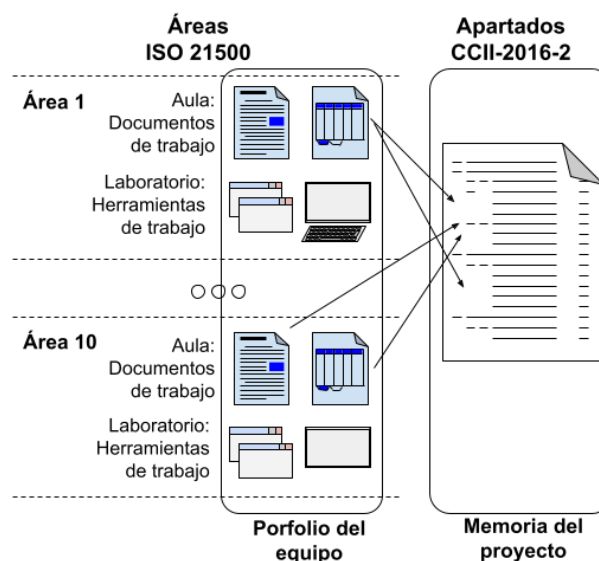 Áreas
ISO 21500
Apartados
CCII-2016-2
Área 1
Aula:
Documentos
de trabajo
Laboratorio:
Herramientas
de trabajo
Área 10
Aula:
Documentos
de trabajo
Laboratorio:
Herramientas
de trabajo
Porfolio del
equipo
Memoria del
proyecto